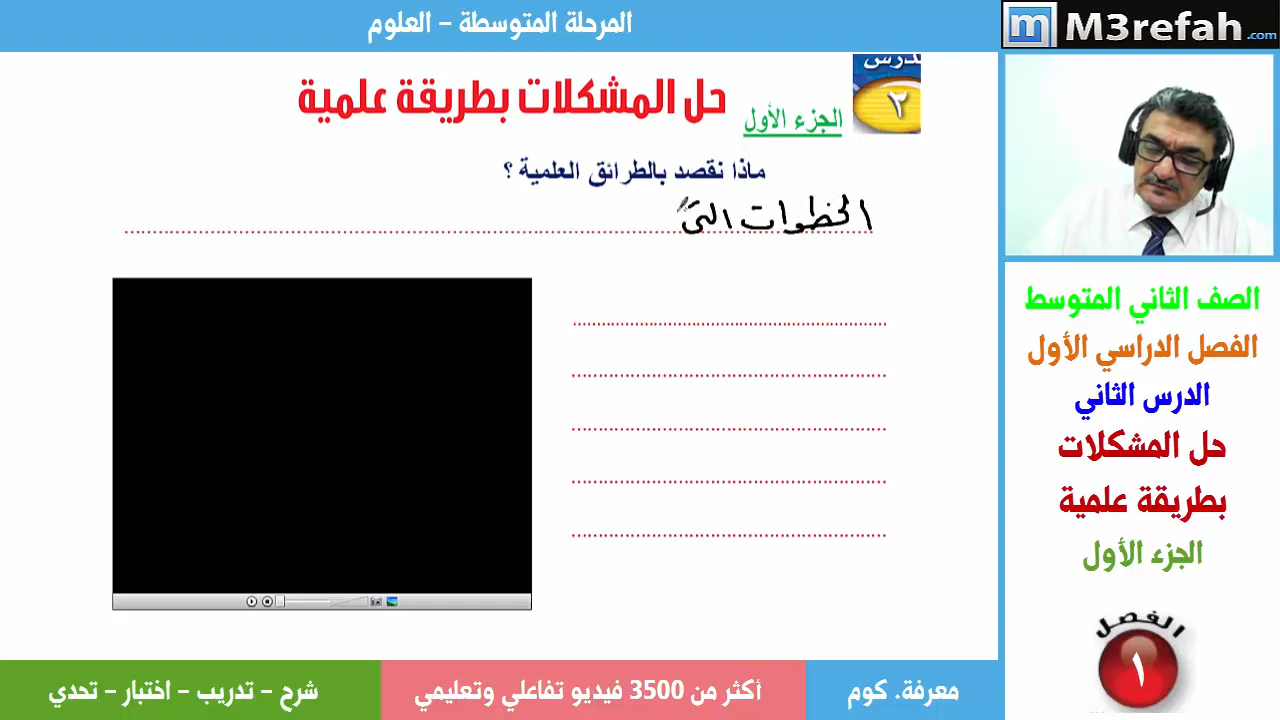 المرحلة المتوسطة - العلوم
M3refah.com
الدرس
٢
حل المشكلات بطريقة علمية
الجزء الأول
ماذا نقصد بالطرائق العلمية ؟
الخطوات التى
الصف الثاني المتوسط
الفصل الدراسي الأول
الدرس الثاني
حل المشكلات
بطريقة علمية
الجزء الأول
الفصل
١
معرفة. كوم
أكثر من 3500 فيديو تفاعلي وتعليمي
شرح - تدريب - اختبار - تحدي